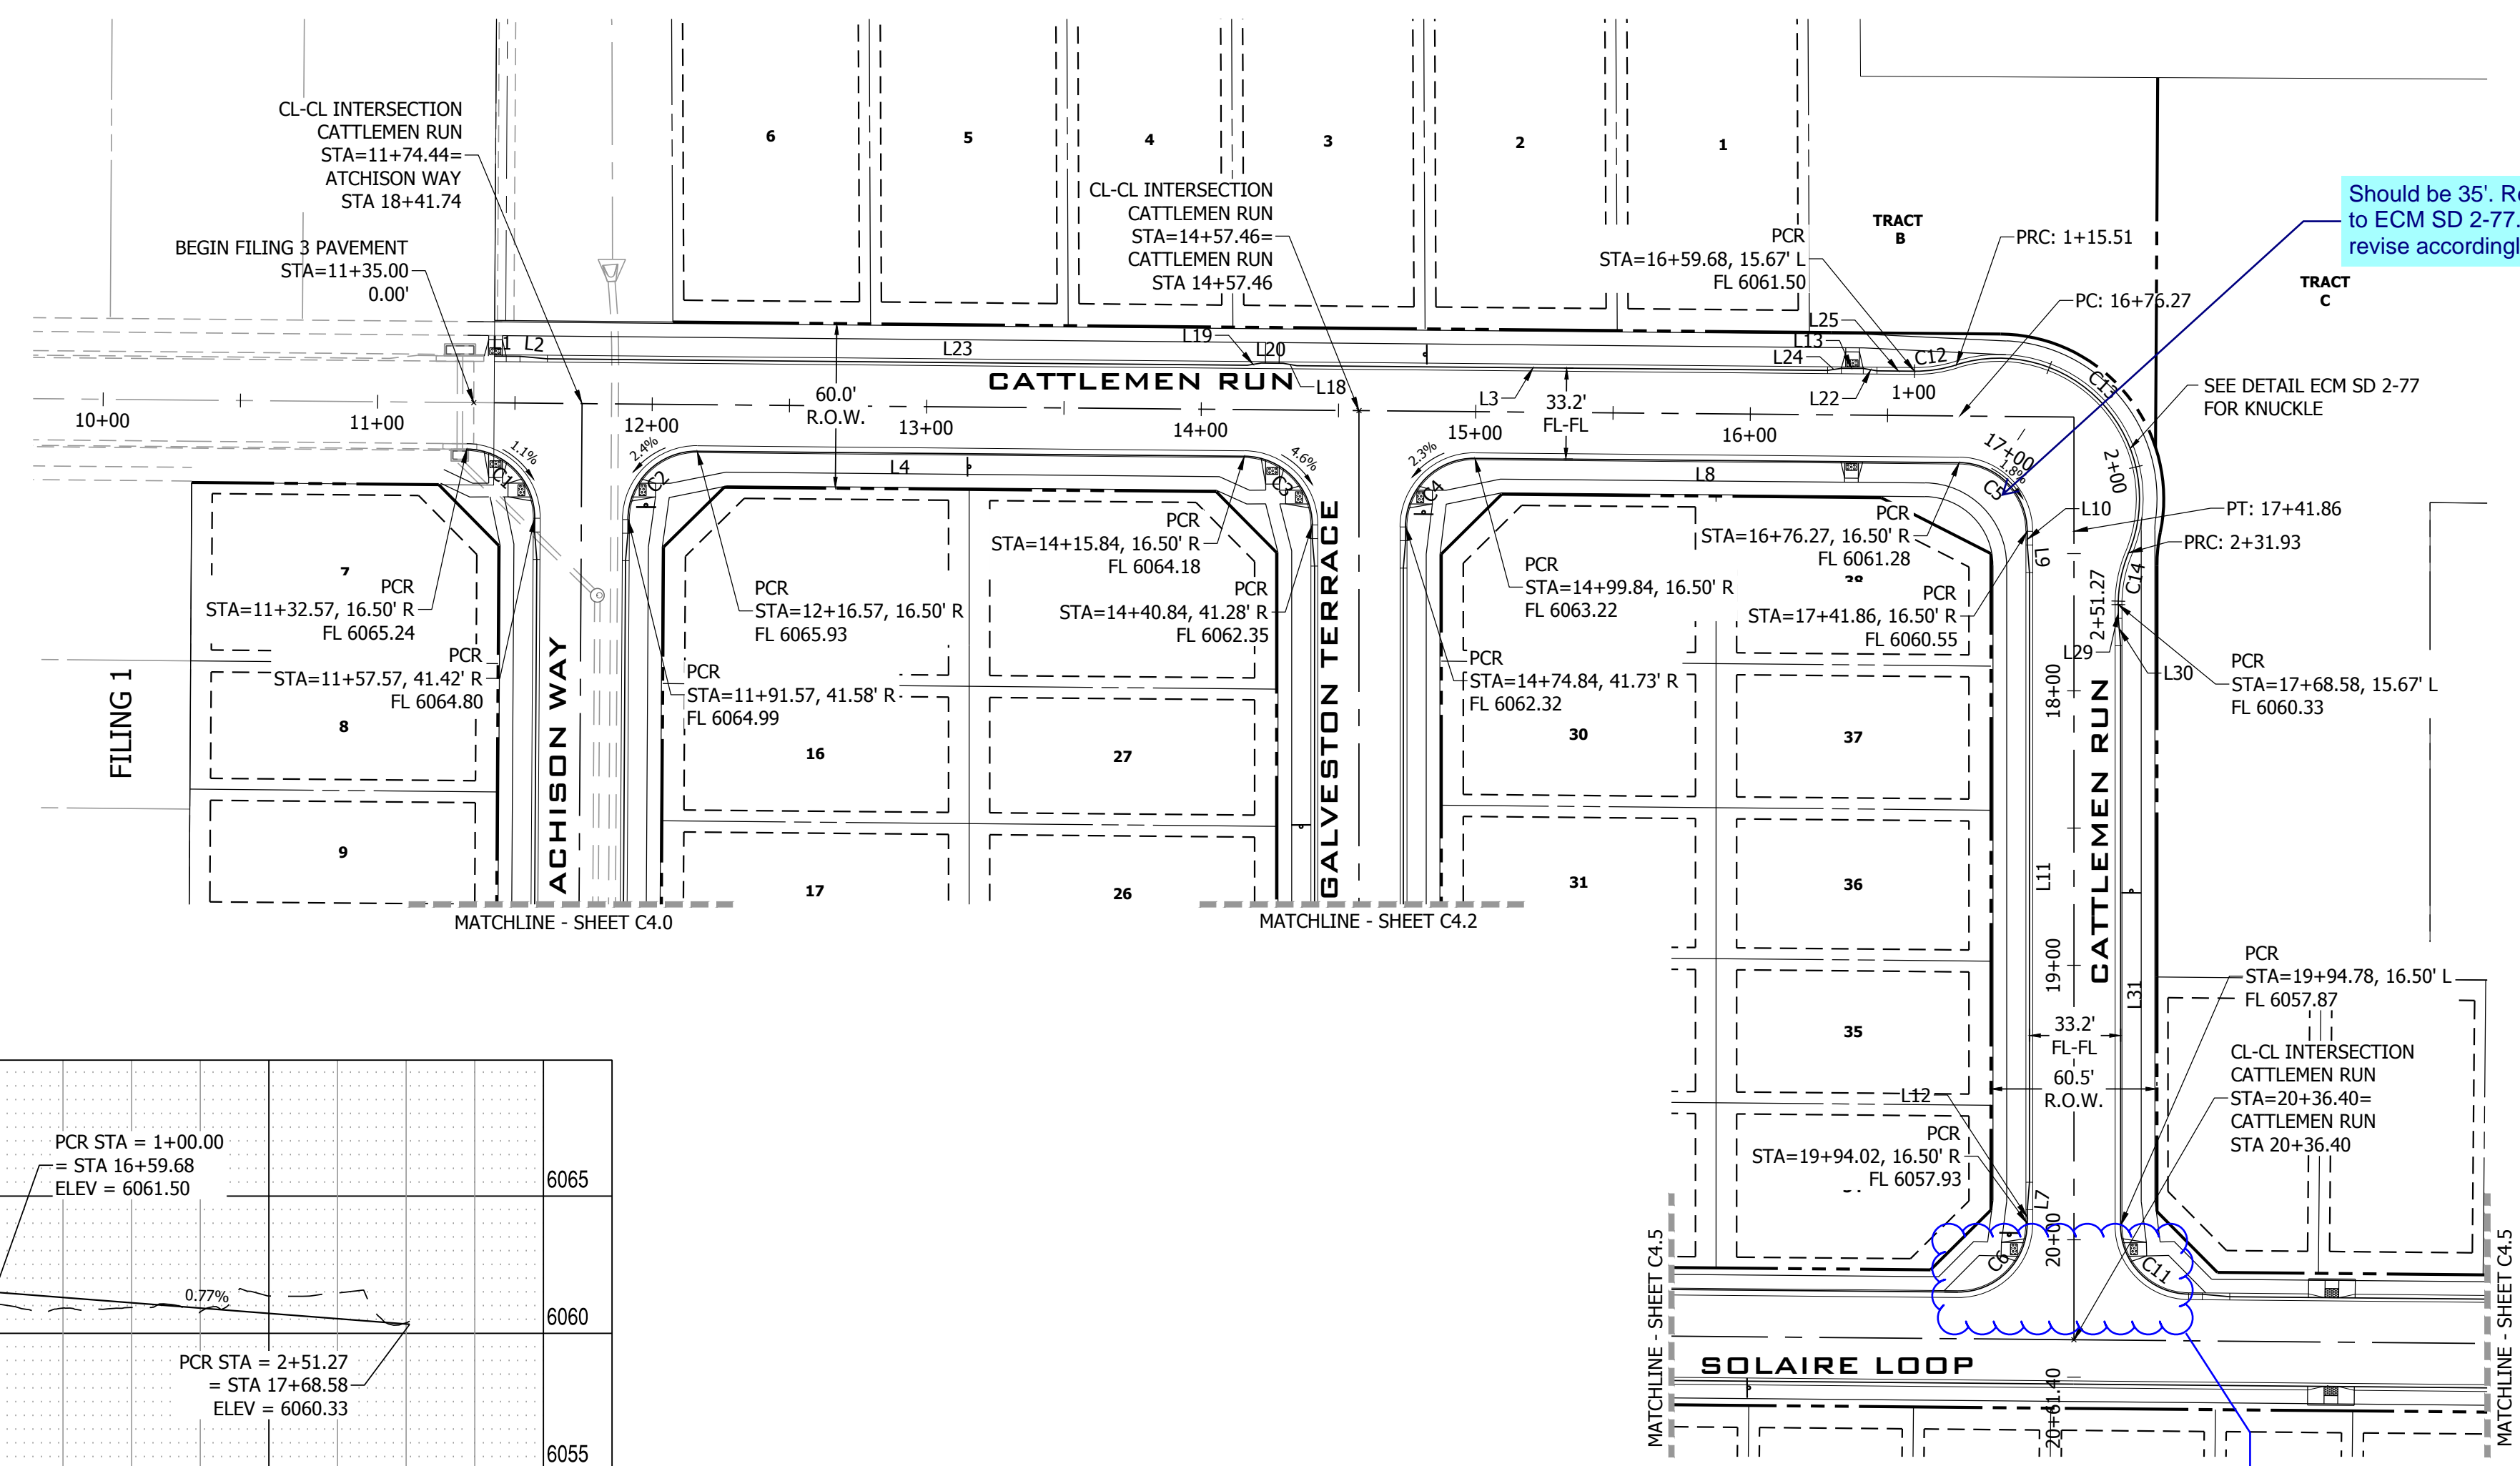 CL-CL INTERSECTION
CATTLEMEN RUN
STA=11+74.44=
ATCHISON WAY
STA 18+41.74
BEGIN FILING 3 PAVEMENT
STA=11+35.00
0.00'
6
5
4
3
2
1
CL-CL INTERSECTION
CATTLEMEN RUN
STA=14+57.46=
CATTLEMEN RUN
STA 14+57.46
PCR
STA=16+59.68, 15.67' L
FL 6061.50
TRACT
B
PRC: 1+15.51
Should be 35'.
to ECM SD 2-77.
revise
TRACT
C
PC: 16+76.27
SEE DETAIL ECM SD 2-77
FOR KNUCKLE
1
L2
L23
L19
L20
L18
L3
L24
L13
L25
L22
C12
C13
1+00
CATTLEMEN RUN
60.0'
R.O.W.
33.2'
FL-FL
10+00
11+00
12+00
13+00
14+00
15+00
16+00
17+00
2+00
1.1%
2.4%
4.6%
2.3%
1.8%
C1
C2
L4
C3
C4
L8
C5
L10
L9
PT: 17+41.86
PRC: 2+31.93
C14
2+51.27
L29
L30
PCR
STA=17+68.58, 15.67' L
FL 6060.33
7
PCR
STA=11+32.57, 16.50' R
FL 6065.24
PCR
STA=11+57.57, 41.42' R
FL 6064.80
PCR
STA=12+16.57, 16.50' R
FL 6065.93
PCR
STA=11+91.57, 41.58' R
FL 6064.99
PCR
STA=14+15.84, 16.50' R
FL 6064.18
PCR
STA=14+40.84, 41.28' R
FL 6062.35
PCR
STA=14+99.84, 16.50' R
FL 6063.22
PCR
STA=14+74.84, 41.73' R
FL 6062.32
PCR
STA=16+76.27, 16.50' R
FL 6061.28
38
PCR
STA=17+41.86, 16.50' R
FL 6060.55
FILING 1
8
9
ACHISON WAY
16
17
27
26
GALVESTON TERRACE
30
31
37
36
35
18+00
L11
19+00
CATTLEMEN RUN
L31
MATCHLINE - SHEET C4.0
MATCHLINE - SHEET C4.2
33.2'
FL-FL
60.5'
R.O.W.
PCR
STA=19+94.78, 16.50' L
FL 6057.87
CL-CL INTERSECTION
CATTLEMEN RUN
STA=20+36.40=
CATTLEMEN RUN
STA 20+36.40
L12
PCR
STA=19+94.02, 16.50' R
FL 6057.93
L7
20+00
C6
C11
MATCHLINE - SHEET C4.5
MATCHLINE - SHEET C4.5
SOLAIRE LOOP
20+61.40
PCR STA = 1+00.00
= STA 16+59.68
ELEV = 6061.50
0.77%
PCR STA = 2+51.27
= STA 17+68.58
ELEV = 6060.33
6065
6060
6055